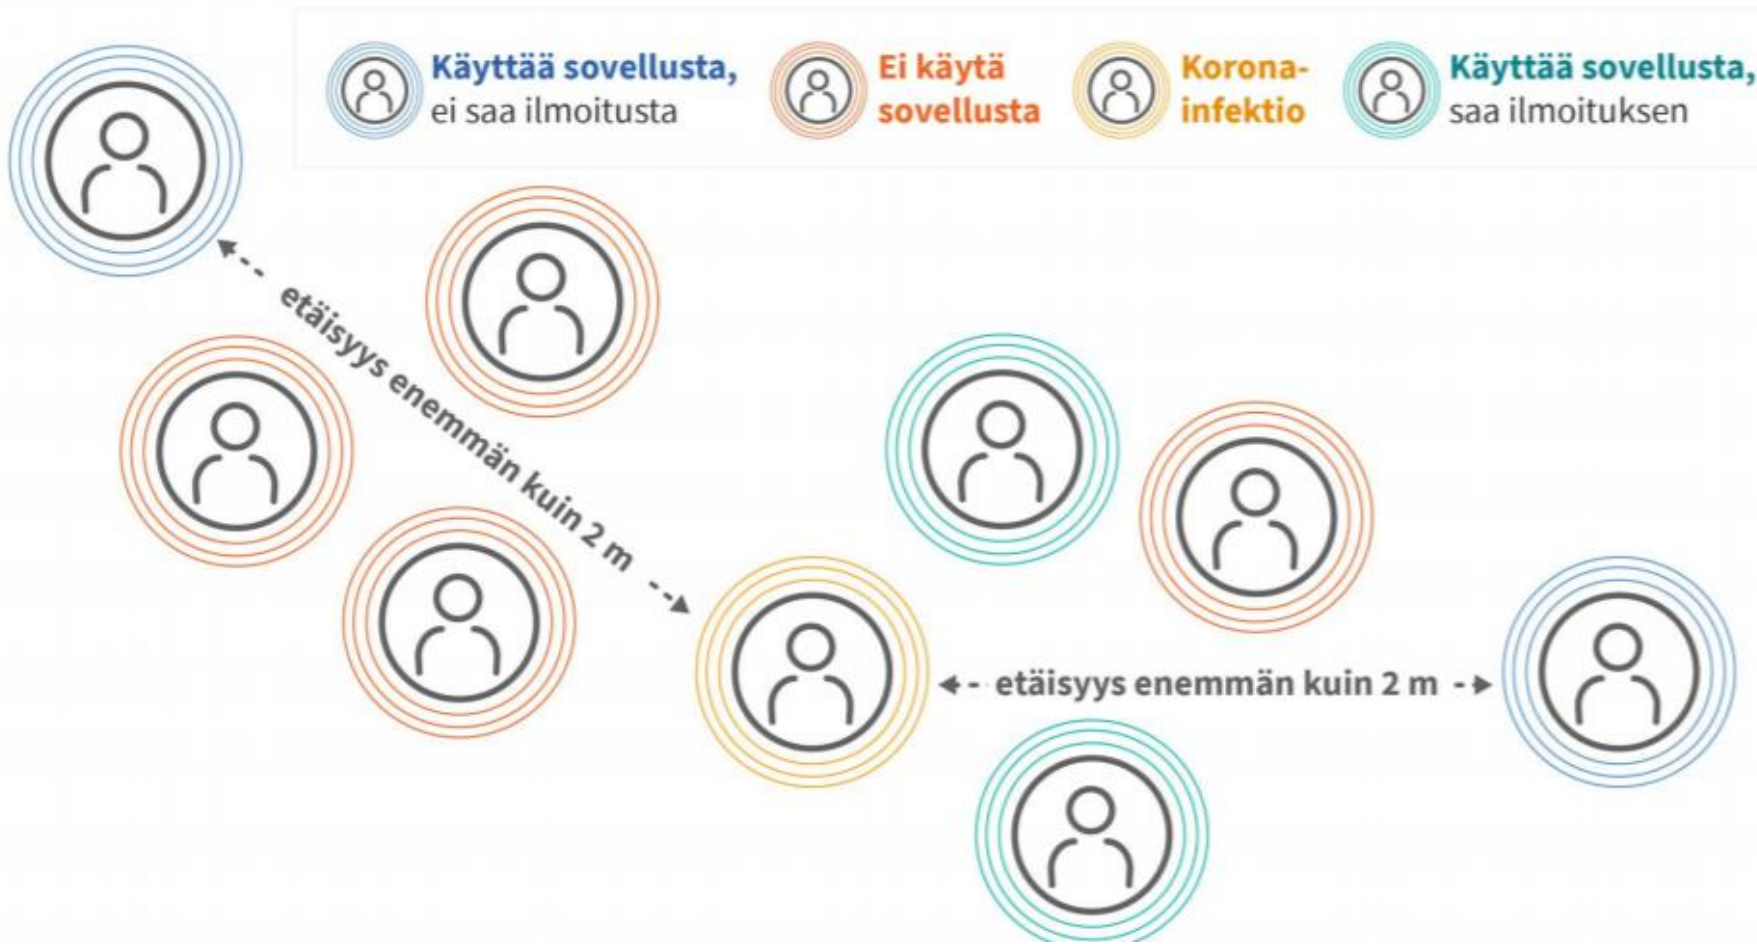 Käyttää sovellusta,
ei saa ilmoitusta
Ei käytä
sovellusta
Korona-
infektio
Käyttää sovellusta,
saa ilmoituksen
etäisyys enemmän kuin 2 m
etäisyys enemmän kuin 2 m